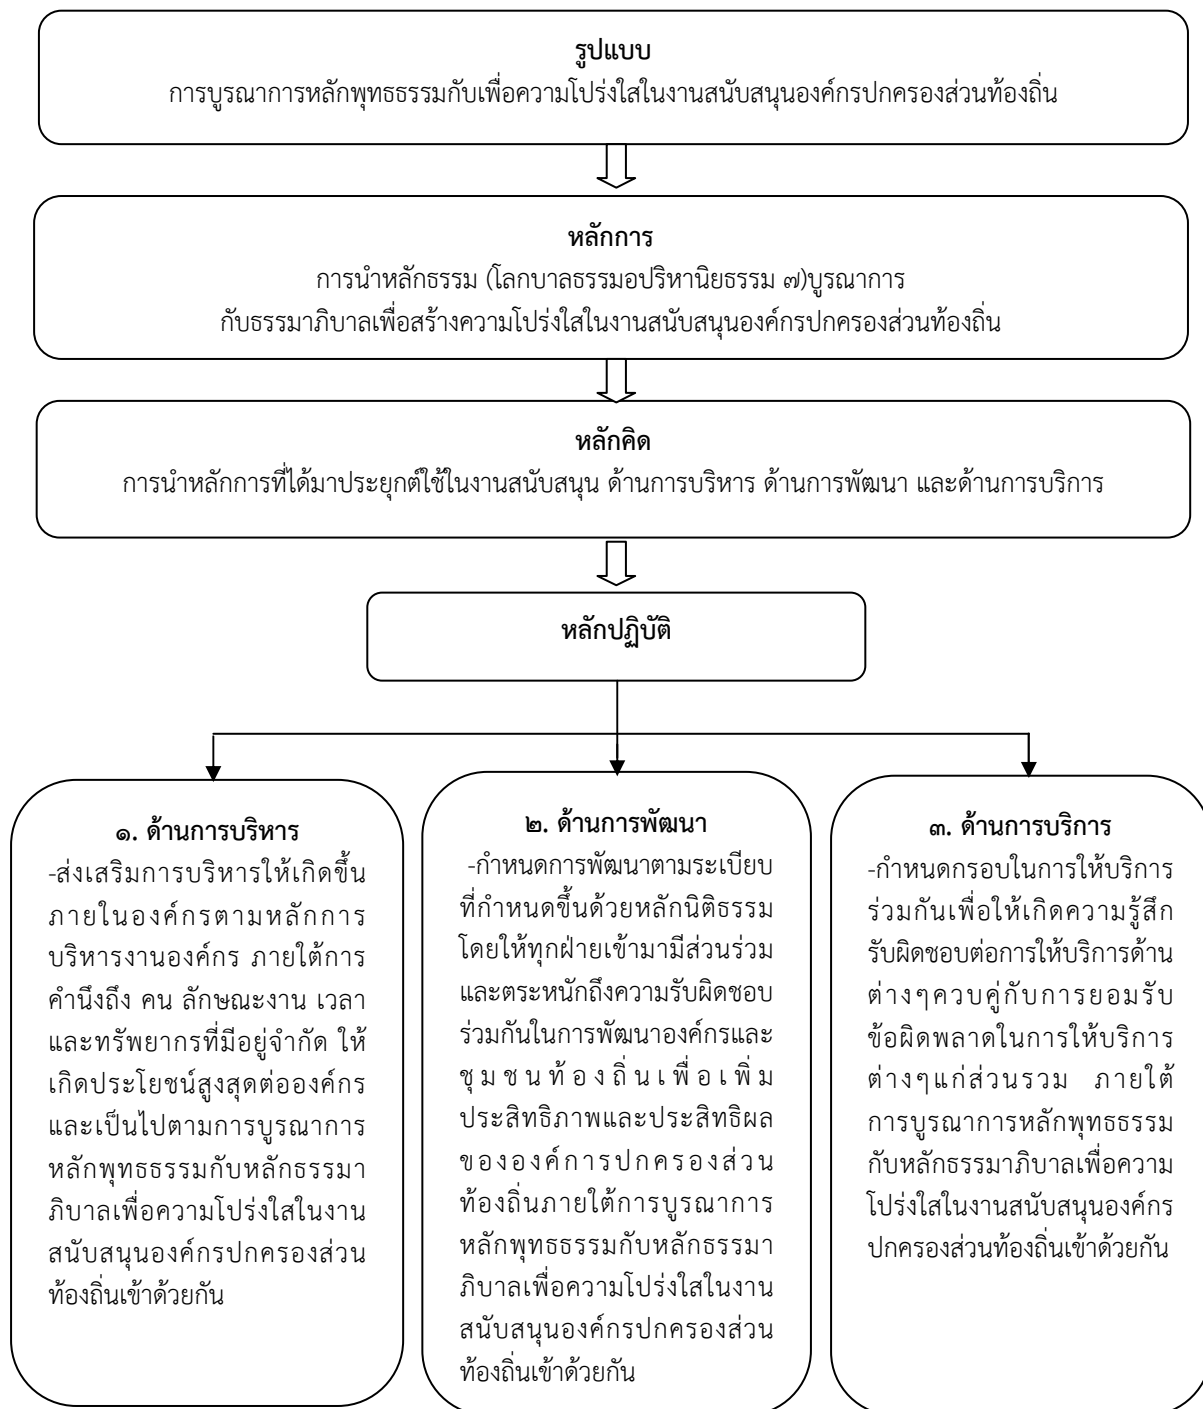 รูปแบบ
การบูรณาการหลักพุทธธรรมกับเพื่อความโปร่งใสในงานสนับสนุนองค์กรปกครองส่วนท้องถิ่น
หลักการ
การนำหลักธรรม (โลกบาลธรรมอปริหานิยธรรม ๗)บูรณาการ
กับธรรมาภิบาลเพื่อสร้างความโปร่งใสในงานสนับสนุนองค์กรปกครองส่วนท้องถิ่น
หลักคิด
การนำหลักการที่ได้มาประยุกต์ใช้ในงานสนับสนุน ด้านการบริหาร ด้านการพัฒนา และด้านการบริการ
หลักปฏิบัติ
๑. ด้านการบริหาร
-ส่งเสริมการบริหารให้เกิดขึ้น
ภายในองค์กรตามหลักการ
บริหารงานองค์กร ภายใต้การ
คำนึงถึง คน ลักษณะงาน เวลา
และทรัพยากรที่มีอยู่จำกัด ให้
เกิดประโยชน์สูงสุดต่อองค์กร
และเป็นไปตามการบูรณาการ
หลักพุทธธรรมกับหลักธรรมา
ภิบาลเพื่อความโปร่งใสในงาน
สนับสนุนองค์กรปกครองส่วน
ท้องถิ่นเข้าด้วยกัน
๒. ด้านการพัฒนา
-กำหนดการพัฒนาตามระเบียบ
ที่กำหนดขึ้นด้วยหลักนิติธรรม
โดยให้ทุกฝ่ายเข้ามามีส่วนร่วม
และตระหนักถึงความรับผิดชอบ
ร่วมกันในการพัฒนาองค์กรและ
ชุมชนท้องถิ่นเพื่อเพิ่ม
ประสิทธิภาพและประสิทธิผล
ขององค์การปกครองส่วน
ท้องถิ่นภายใต้การบูรณาการ
หลักพุทธธรรมกับหลักธรรมา
ภิบาลเพื่อความโปร่งใสในงาน
สนับสนุนองค์กรปกครองส่วน
ท้องถิ่นเข้าด้วยกัน
๓. ด้านการบริการ
-กำหนดกรอบในการให้บริการ
ร่วมกันเพื่อให้เกิดความรู้สึก
รับผิดชอบต่อการให้บริการด้าน
ต่างๆควบคู่กับการยอมรับ
ข้อผิดพลาดในการให้บริการ
ต่างๆแก่ส่วนรวม ภายใต้
การบูรณาการหลักพุทธธรรม
กับหลักธรรมาภิบาลเพื่อความ
โปร่งใสในงานสนับสนุนองค์กร
ปกครองส่วนท้องถิ่นเข้าด้วยกัน